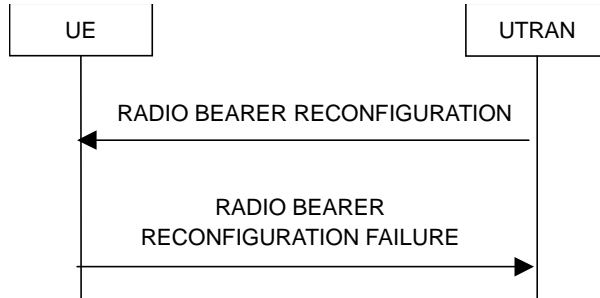 UE
UTRAN
RADIO BEARER RECONFIGURATION
RADIO BEARER
RECONFIGURATION FAILURE